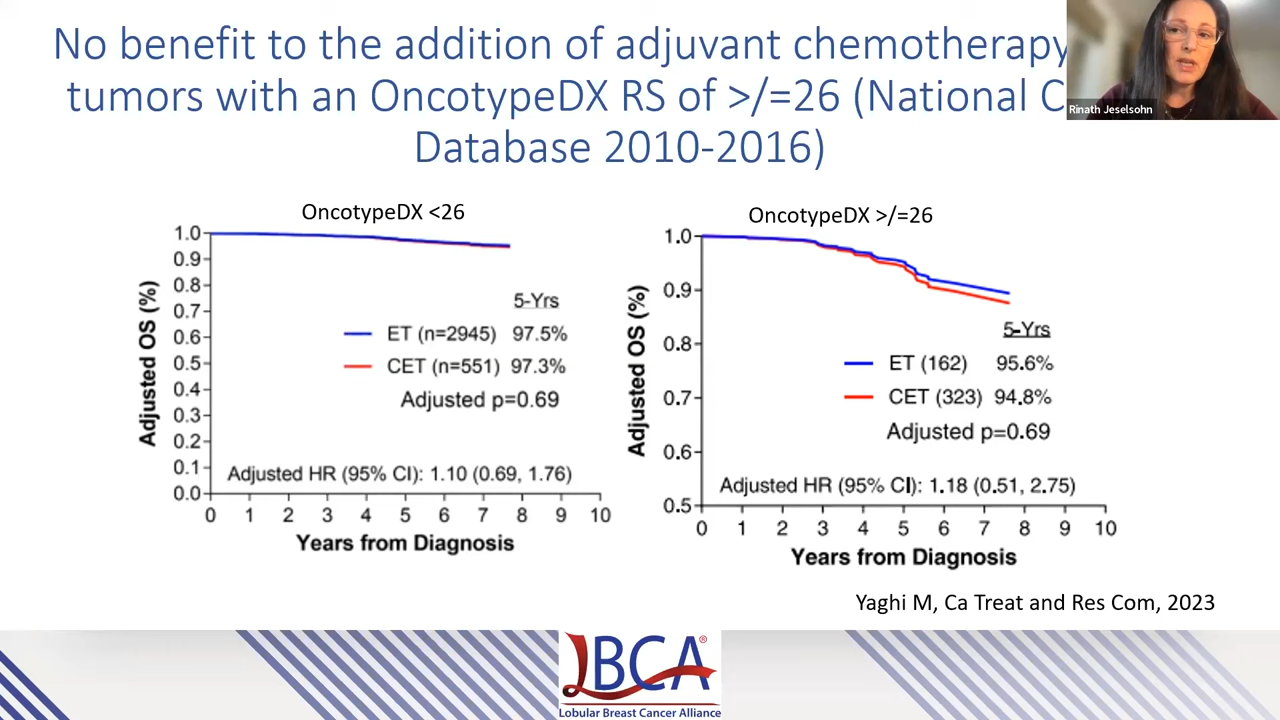 No benefit to the addition of adjuvant chemotherapy
tumors with an OncotypeDX RS of >/=26 (National C
Database 2010-2016)
Rinath Jeselsohn
OncotypeDX <26
1.0
0.9
0.8
0.7
0.6
0.5
0.4
0.3
0.2
0.1
0.0
Adjusted OS (%)
5-Yrs
ET (n=2945) 97.5%
CET (n=551) 97.3%
Adjusted p=0.69
Adjusted HR (95% CI): 1.10 (0.69, 1.76)
0 1 2 3 4 5 6 7 8 9 10
Years from Diagnosis
OncotypeDX >/=26
1.0
0.9
0.8
0.7
0.6
0.5
Adjusted OS (%)
5-Yrs
ET (162) 95.6%
CET (323) 94.8%
Adjusted p=0.69
Adjusted HR (95% CI): 1.18 (0.51, 2.75)
0 1 2 3 4 5 6 7 8 9 10
Years from Diagnosis
Yaghi M, Ca Treat and Res Com, 2023
LBCA®
Lobular Breast Cancer Alliance